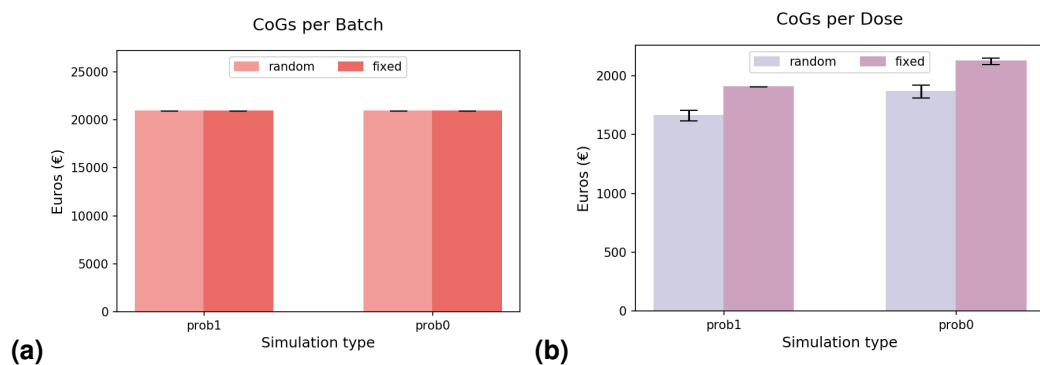 CoGs per Batch
random fixed
Euros (€)
25000
20000
15000
10000
5000
0
prob1 prob0
Simulation type
(a)
CoGs per Dose
random fixed
Euros (€)
2000
1500
1000
500
0
prob1 prob0
Simulation type
(b)